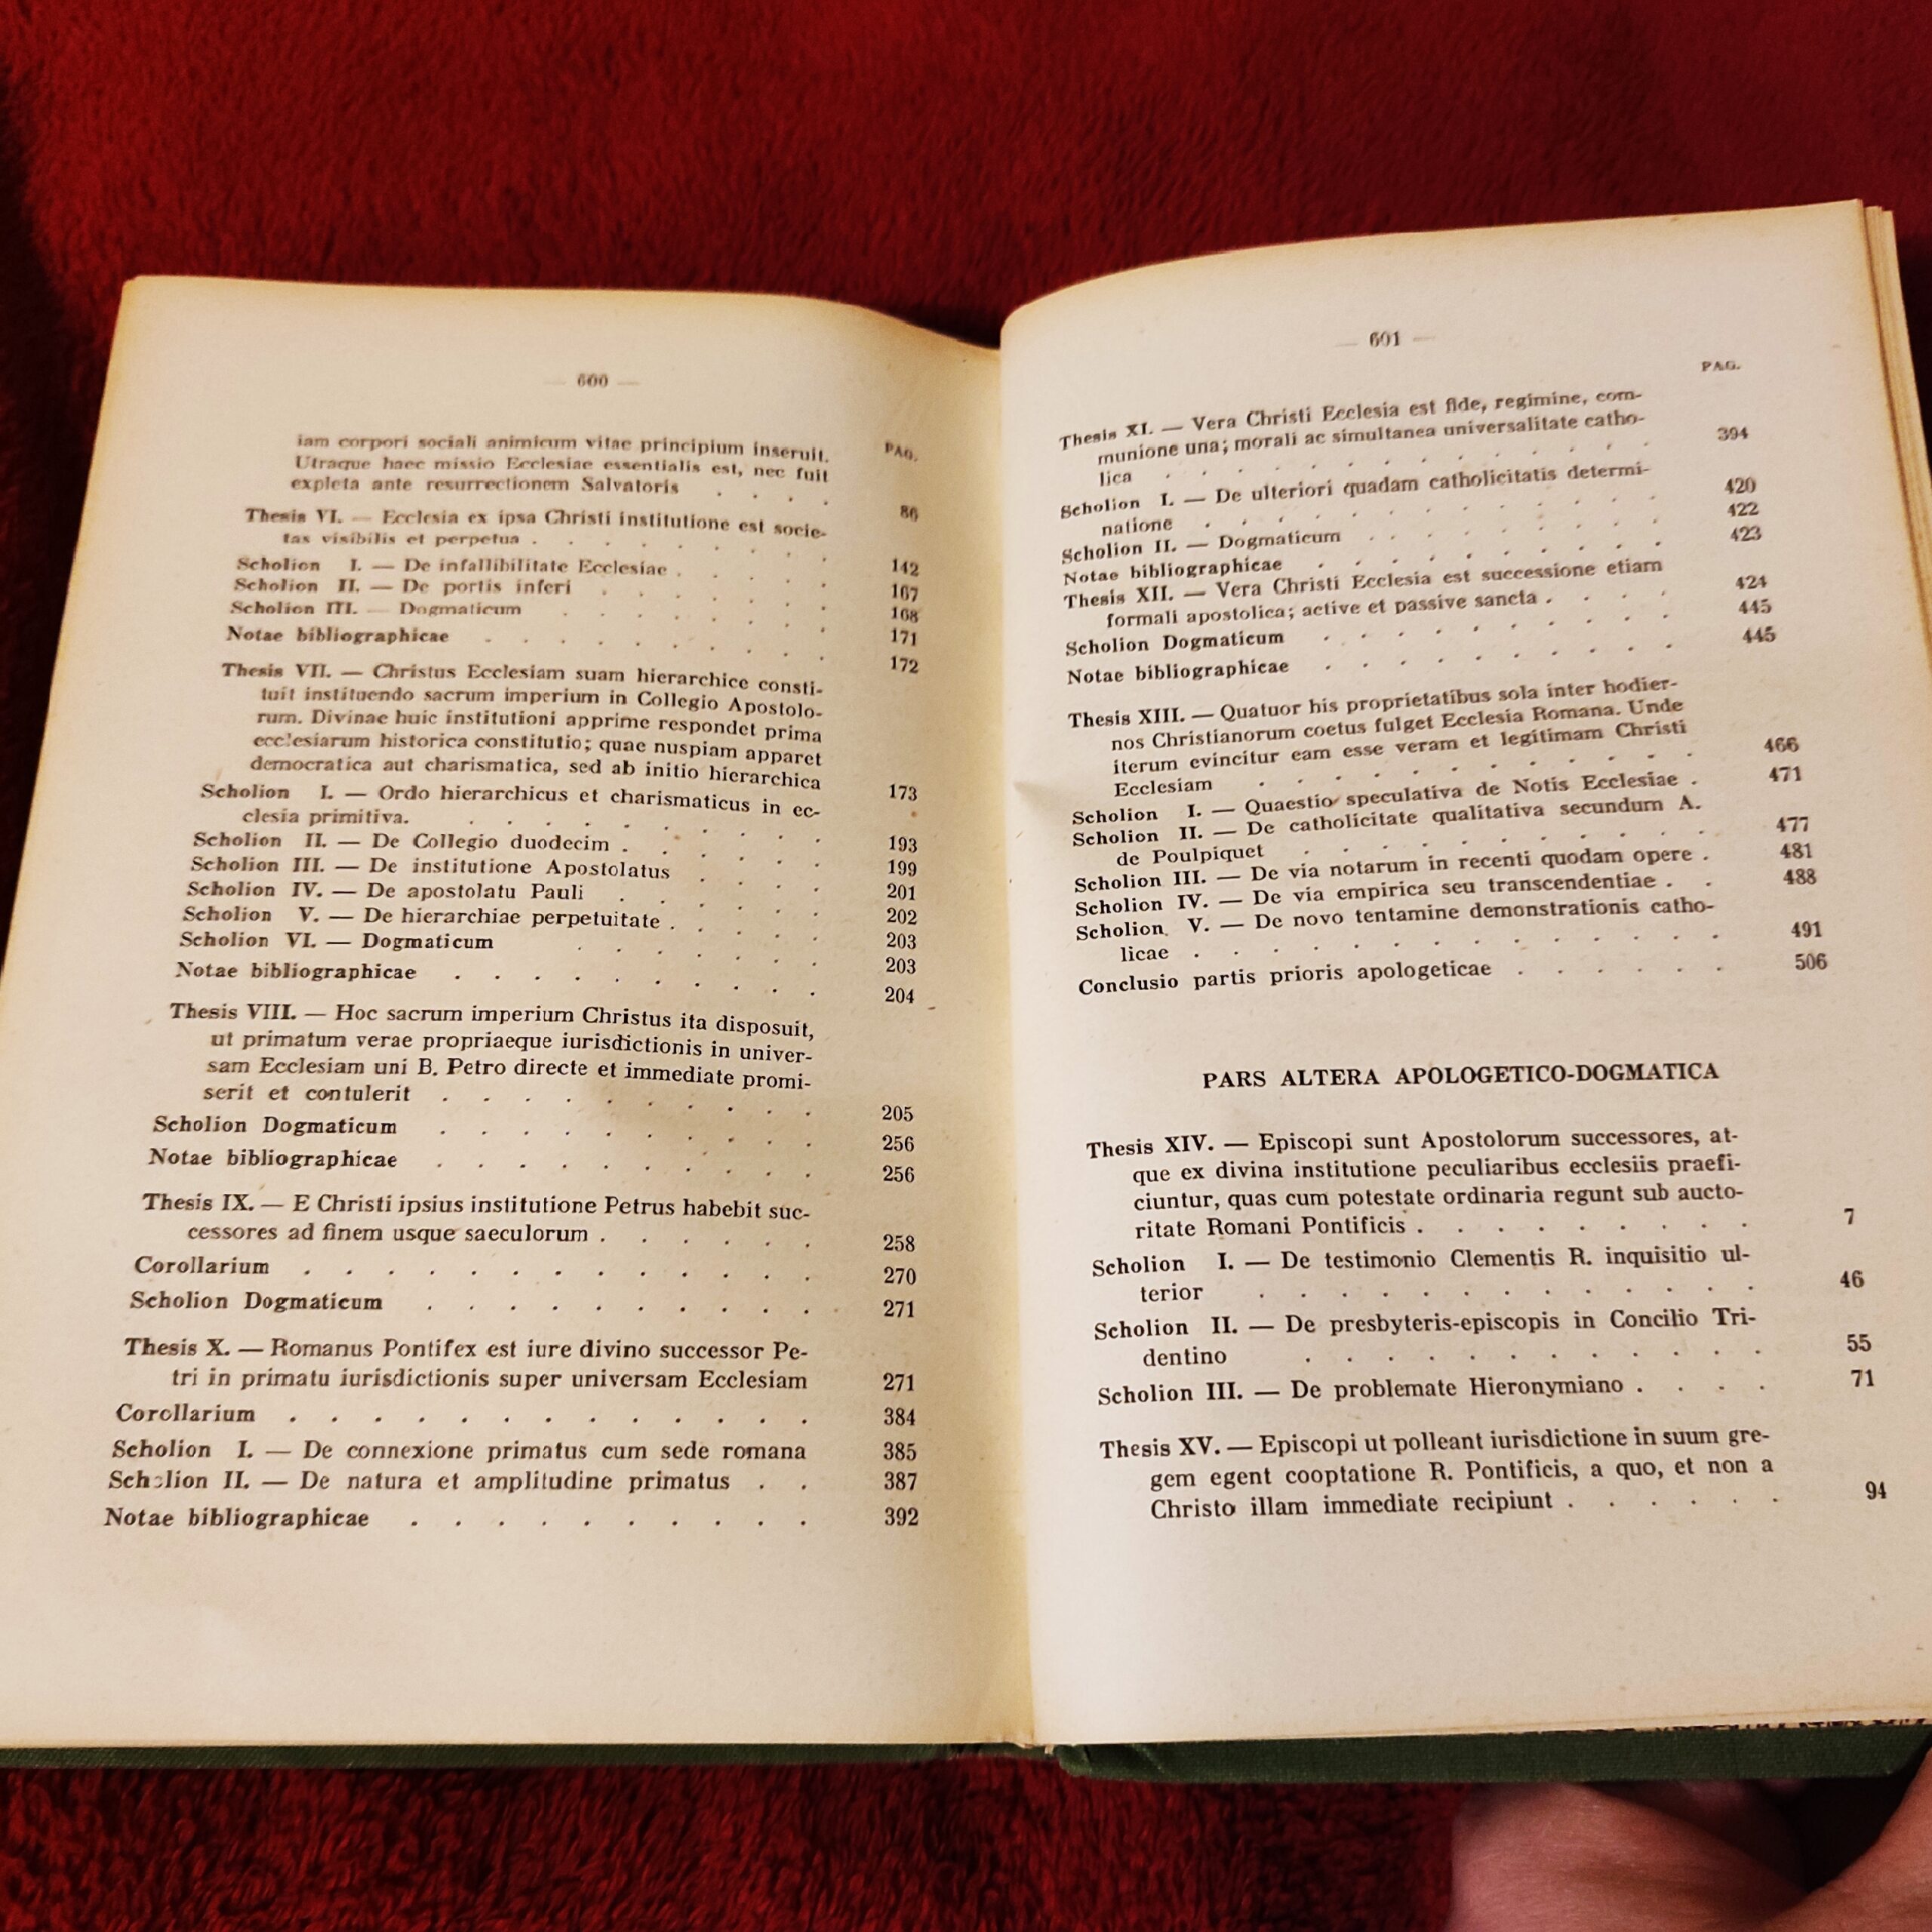 — 600 —
PAG.
iam corpori sociali animicum vitae principium inseruit.
Utraque haec missio Ecclesiae essentialis est, nec fuit
expleta ante resurrectionem Salvatoris . . . . 86
Thesis VI. — Ecclesia ex ipsa Christi institutione est socie-
tas visibilis et perpetua . . . . . . . . 142
Scholion I. — De infallibilitate Ecclesiae . . . . . 167
Scholion II. — De portis inferi . . . . . . 168
Scholion III. — Dogmaticum . . . . . . . 171
Notae bibliographicae . . . . . . . . . 172
Thesis VII. — Christus Ecclesiam suam hierarchice consti-
tuit instituendo sacrum imperium in Collegio Apostolo-
rum. Divinae huic institutioni apprime respondet prima
ecclesiarum historica constitutio; quae nuspiam apparet
democratica aut charismatica, sed ab initio hierarchica 173
Scholion I. — Ordo hierarchicus et charismaticus in ec-
clesia primitiva. . . . . . . . . . 193
Scholion II. — De Collegio duodecim . . . . . 199
Scholion III. — De institutione Apostolatus . . . . 201
Scholion IV. — De apostolatu Pauli . . . . . . 202
Scholion V. — De hierarchiae perpetuitate . . . . . 203
Scholion VI. — Dogmaticum . . . . . . . 203
Notae bibliographicae . . . . . . . . . . 204
Thesis VIII. — Hoc sacrum imperium Christus ita disposuit,
ut primatum verae propriaeque iurisdictionis in univer-
sam Ecclesiam uni B. Petro directe et immediate promi-
serit et contulerit . . . . . . . . . . 205
Scholion Dogmaticum . . . . . . . . . . 256
Notae bibliographicae . . . . . . . . . . 256
Thesis IX. — E Christi ipsius institutione Petrus habebit suc-
cessores ad finem usque saeculorum . . . . . . 258
Corollarium . . . . . . . . . . . . . 270
Scholion Dogmaticum . . . . . . . . . . 271
Thesis X. — Romanus Pontifex est iure divino successor Pe-
tri in primatu iurisdictionis super universam Ecclesiam 271
Corollarium . . . . . . . . . . . . . 384
Scholion I. — De connexione primatus cum sede romana 385
Scholion II. — De natura et amplitudine primatus . . 387
Notae bibliographicae . . . . . . . . . . 392
— 601 —
PAG.
Thesis XI. — Vera Christi Ecclesia est fide, regimine, com-
munione una; morali ac simultanea universalitate catho-
lica . . . . . . . . . . . . 394
Scholion I. — De ulteriori quadam catholicitatis determi-
natione . . . . . . . . . . . . 420
Scholion II. — Dogmaticum . . . . . . . . 422
Notae bibliographicae . . . . . . . . . 423
Thesis XII. — Vera Christi Ecclesia est successione etiam
formali apostolica; active et passive sancta . . . . 424
Scholion Dogmaticum . . . . . . . . . . 445
Notae bibliographicae . . . . . . . . . . 445
Thesis XIII. — Quatuor his proprietatibus sola inter hodier-
nos Christianorum coetus fulget Ecclesia Romana. Unde
iterum evincitur eam esse veram et legitimam Christi
Ecclesiam . . . . . . . . . . . 466
Scholion I. — Quaestio speculativa de Notis Ecclesiae . 471
Scholion II. — De catholicitate qualitativa secundum A.
de Poulpiquet . . . . . . . . . . 477
Scholion III. — De via notarum in recenti quodam opere . 481
Scholion IV. — De via empirica seu transcendentiae . . 488
Scholion V. — De novo tentamine demonstrationis catho-
licae . . . . . . . . . . . . . 491
Conclusio partis prioris apologeticae . . . . . . 506
PARS ALTERA APOLOGETICO-DOGMATICA
Thesis XIV. — Episcopi sunt Apostolorum successores, at-
que ex divina institutione peculiaribus ecclesiis praefi-
ciuntur, quas cum potestate ordinaria regunt sub aucto-
ritate Romani Pontificis . . . . . . . . . 7
Scholion I. — De testimonio Clementis R. inquisitio ul-
terior . . . . . . . . . . . . . 46
Scholion II. — De presbyteris-episcopis in Concilio Tri-
dentino . . . . . . . . . . . . 55
Scholion III. — De problemate Hieronymiano . . . . 71
Thesis XV. — Episcopi ut polleant iurisdictione in suum gre-
gem egent cooptatione R. Pontificis, a quo, et non a
Christo illam immediate recipiunt . . . . . . 94